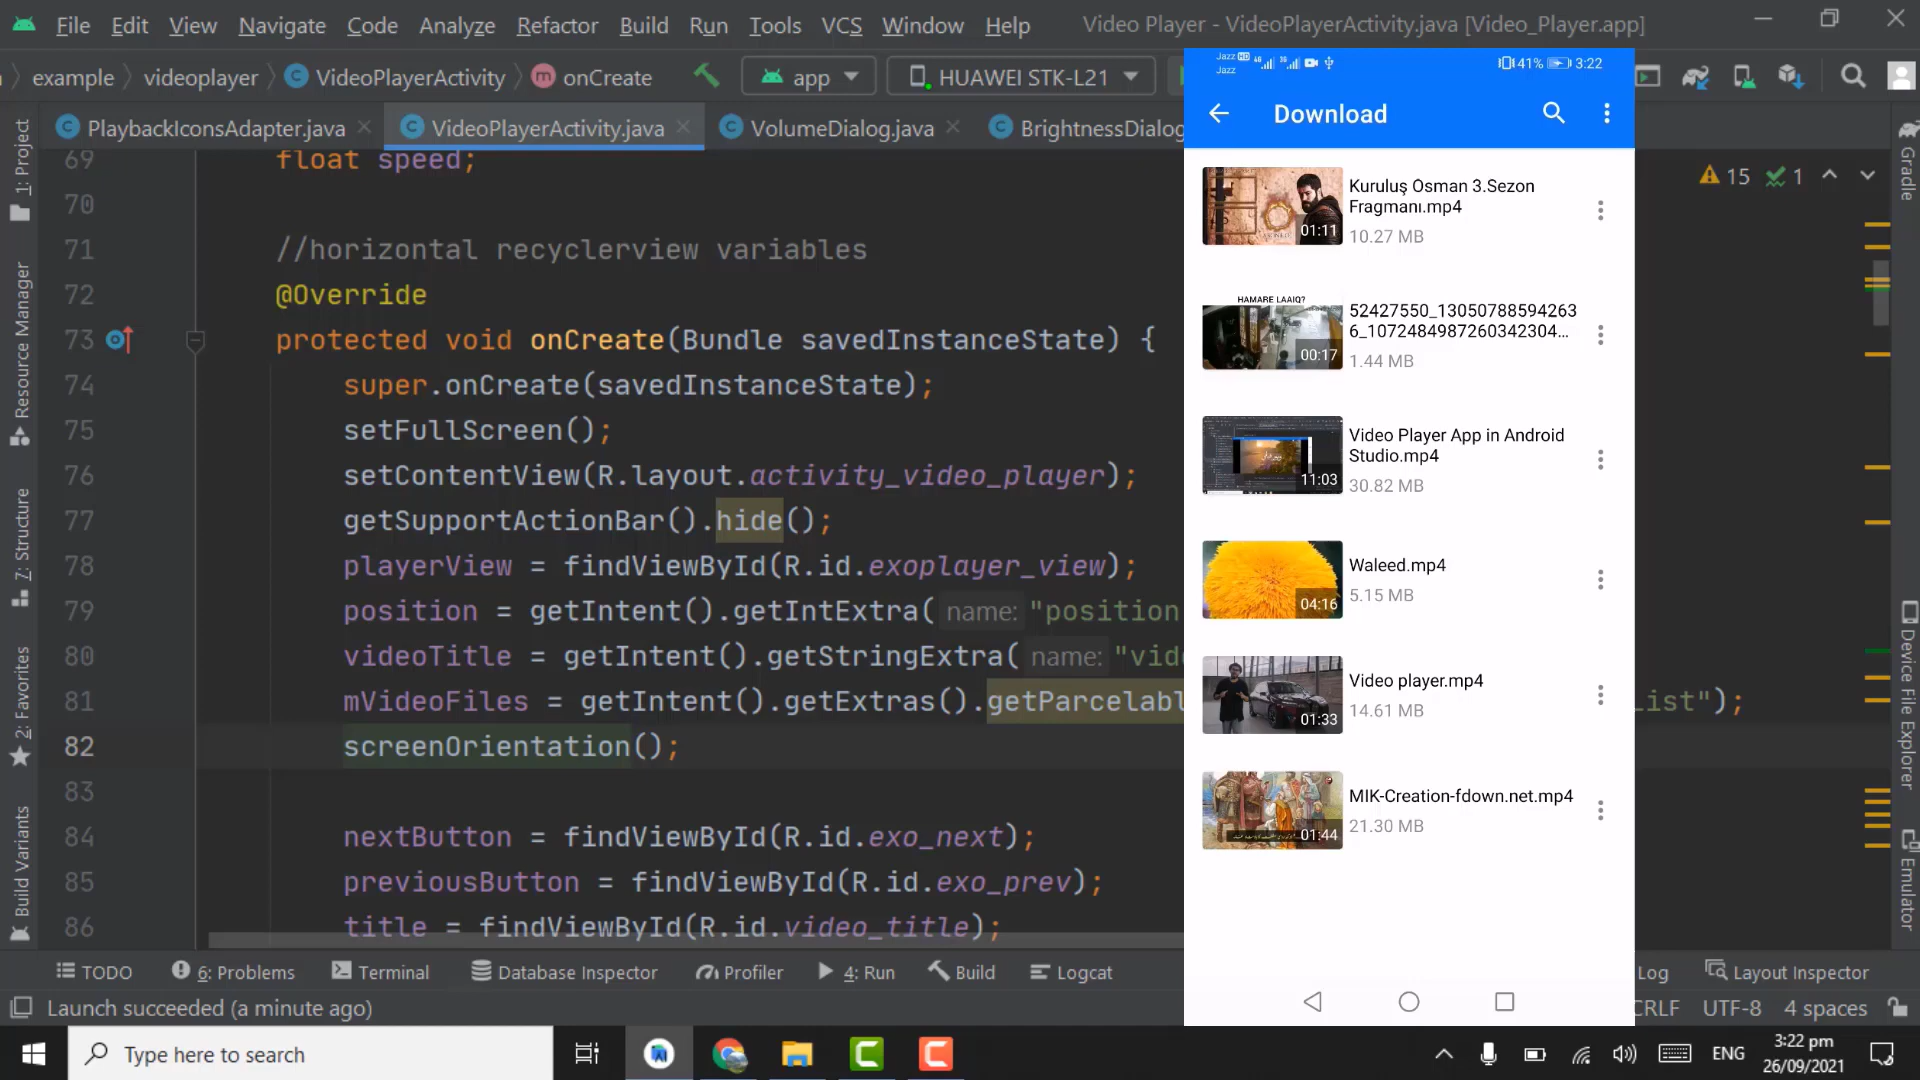 File Edit View Navigate Code Analyze Refactor Build Run Tools VCS Window Help Video Player - VideoPlayerActivity.java [Video_Player.app]
example videoplayer VideoPlayerActivity onCreate app HUAWEI STK-L21
PlaybackIconsAdapter.java VideoPlayerActivity.java VolumeDialog.java BrightnessDialog
15 1
69 float speed;
70
71 //horizontal recyclerview variables
72 @Override
73 protected void onCreate(Bundle savedInstanceState) {
74 super.onCreate(savedInstanceState);
75 setFullScreen();
76 setContentView(R.layout.activity_video_player);
77 getSupportActionBar().hide();
78 playerView = findViewById(R.id.exoplayer_view);
79 position = getIntent().getIntExtra( name: "position
80 videoTitle = getIntent().getStringExtra( name: "vid
81 mVideoFiles = getIntent().getExtras().getParcelabl ist");
82 screenOrientation();
83
84 nextButton = findViewById(R.id.exo_next);
85 previousButton = findViewById(R.id.exo_prev);
86 title = findViewById(R.id.video_title);
1: Project
Resource Manager
7: Structure
2: Favorites
Build Variants
Jazz HD 4G 3G 41% 3:22
Jazz
Download
Kuruluş Osman 3.Sezon
Fragmanı.mp4
01:11
10.27 MB
HAMARE LAAIQ?
52427550_13050788594263
6_1072484987260342304...
00:17
1.44 MB
Video Player App in Android
Studio.mp4
11:03
30.82 MB
Waleed.mp4
04:16
5.15 MB
Video player.mp4
01:33
14.61 MB
MIK-Creation-fdown.net.mp4
01:44
21.30 MB
Gradle
Device File Explorer
Emulator
TODO 6: Problems Terminal Database Inspector Profiler 4: Run Build Logcat Log Layout Inspector
Launch succeeded (a minute ago) CRLF UTF-8 4 spaces
Type here to search ENG 3:22 pm
26/09/2021